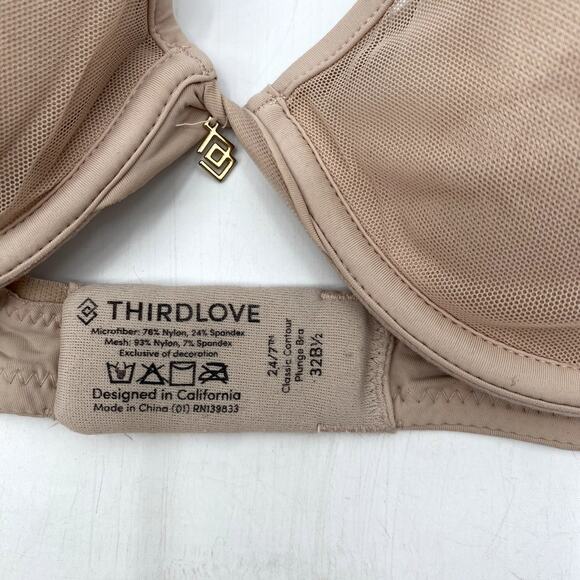 THIRDLOVE
Microfiber: 76% Nylon, 24% Spandex
Mesh: 93% Nylon, 7% Spandex
Exclusive of decoration
Designed in California
Made in China (01) RN139833
24/7™
Classic Contour
Plunge Bra
32B½